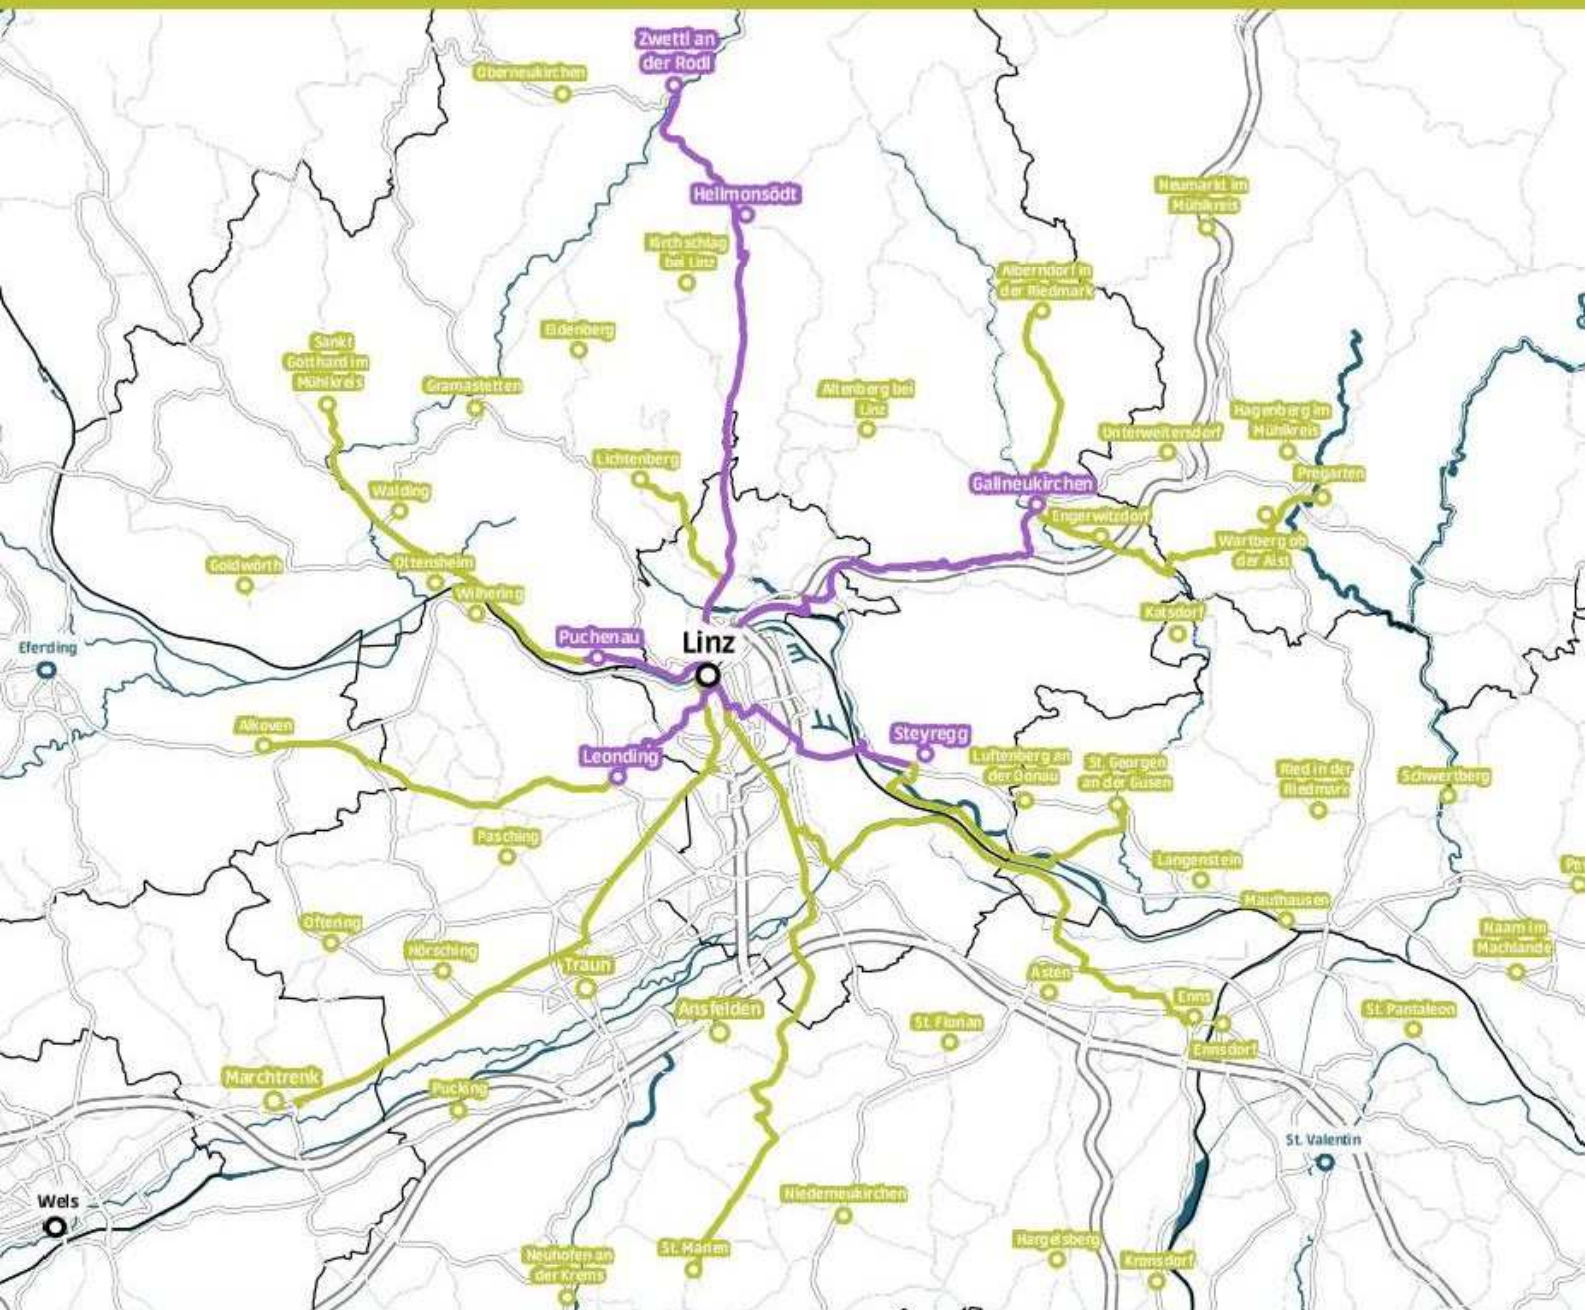 Zwettl an
der Rodl
Oberneukirchen
Hellmonsödt
Neumarkt im
Mühlkreis
Kirchschlag
bei Linz
Alberndorf in
der Riedmark
Eidenberg
Sankt
Gotthard im
Mühlkreis
Gramastetten
Altenberg bei
Linz
Hagenberg im
Mühlkreis
Unterweitersdorf
Lichtenberg
Pregarten
Gallneukirchen
Walding
Engerwitzdorf
Wartberg ob
der Aist
Goldwörth
Ottensheim
Wilhering
Katsdorf
Puchenau
Linz
Eferding
Alkoven
Leonding
Steyregg
Luftenberg an
der Donau
St. Georgen
an der Gusen
Ried in der
Riedmark
Schwertberg
Pasching
Langenstein
Pe
Mauthausen
Oftering
Hörsching
Naarn im
Machlande
Traun
Asten
Enns
Ansfelden
St. Florian
St. Pantaleon
Ennsdorf
Marchtrenk
Pucking
St. Valentin
Wels
Niederneukirchen
Neuhofen an
der Krems
St. Marien
Hargelsberg
Kronsdorf